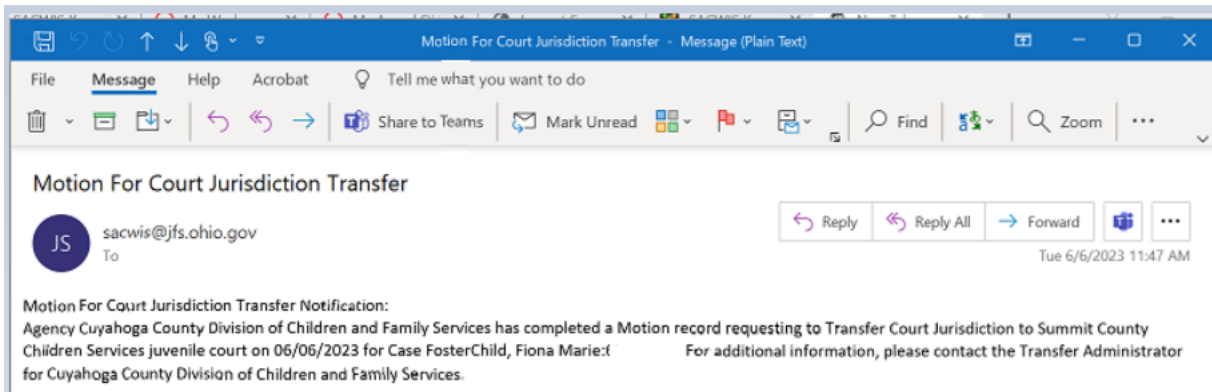 Motion For Court Jurisdiction Transfer - Message (Plain Text)
File Message Help Acrobat Tell me what you want to do
Share to Teams Mark Unread Find Zoom
Motion For Court Jurisdiction Transfer
Reply Reply All Forward
JS
sacwis@jfs.ohio.gov
To
Tue 6/6/2023 11:47 AM
Motion For Court Jurisdiction Transfer Notification:
Agency Cuyahoga County Division of Children and Family Services has completed a Motion record requesting to Transfer Court Jurisdiction to Summit County
Children Services juvenile court on 06/06/2023 for Case FosterChild, Fiona Marie:( For additional information, please contact the Transfer Administrator
for Cuyahoga County Division of Children and Family Services.